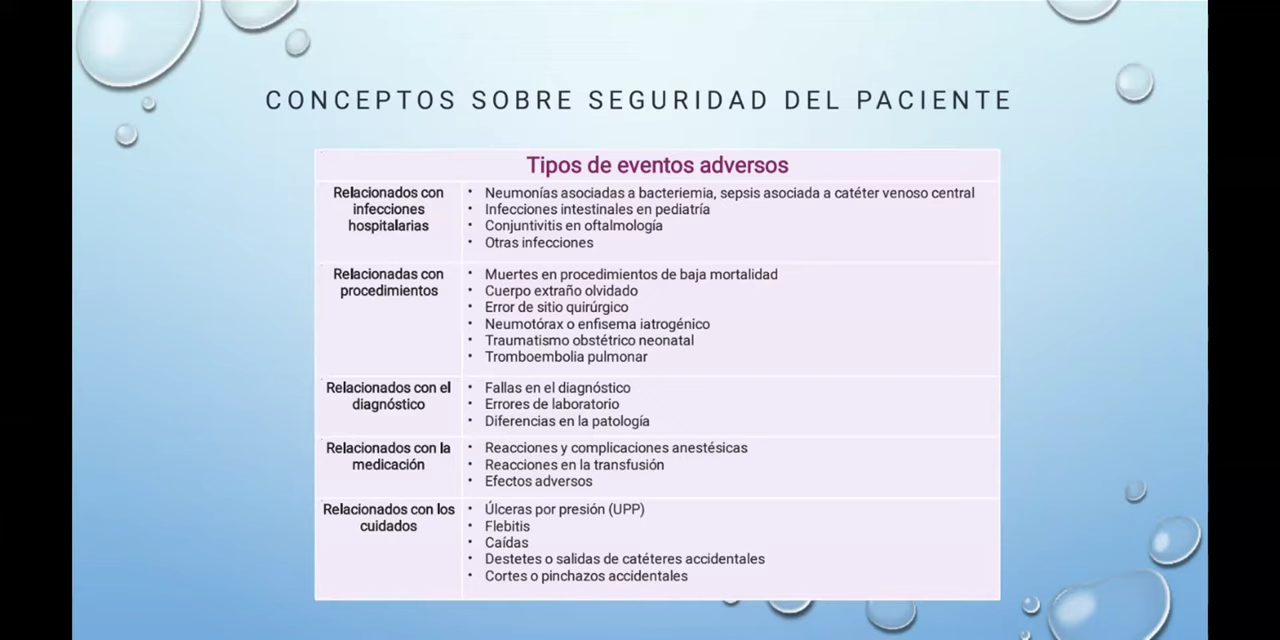 CONCEPTOS SOBRE SEGURIDAD DEL PACIENTE
Tipos de eventos adversos
Relacionados con
infecciones
hospitalarias
• Neumonías asociadas a bacteriemia, sepsis asociada a catéter venoso central
• Infecciones intestinales en pediatría
• Conjuntivitis en oftalmología
• Otras infecciones
Relacionadas con
procedimientos
• Muertes en procedimientos de baja mortalidad
• Cuerpo extraño olvidado
• Error de sitio quirúrgico
• Neumotórax o enfisema iatrogénico
• Traumatismo obstétrico neonatal
• Tromboembolia pulmonar
Relacionados con el
diagnóstico
• Fallas en el diagnóstico
• Errores de laboratorio
• Diferencias en la patología
Relacionados con la
medicación
• Reacciones y complicaciones anestésicas
• Reacciones en la transfusión
• Efectos adversos
Relacionados con los
cuidados
• Úlceras por presión (UPP)
• Flebitis
• Caídas
• Destetes o salidas de catéteres accidentales
• Cortes o pinchazos accidentales